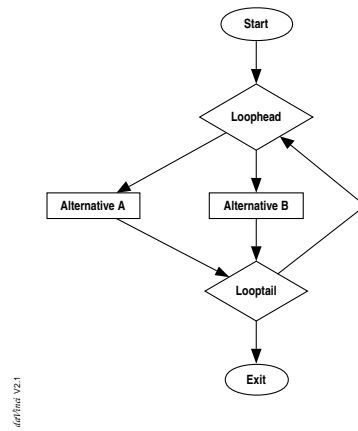 Start
Loophead
Alternative A
Alternative B
Looptail
Exit
daVinci V2.1